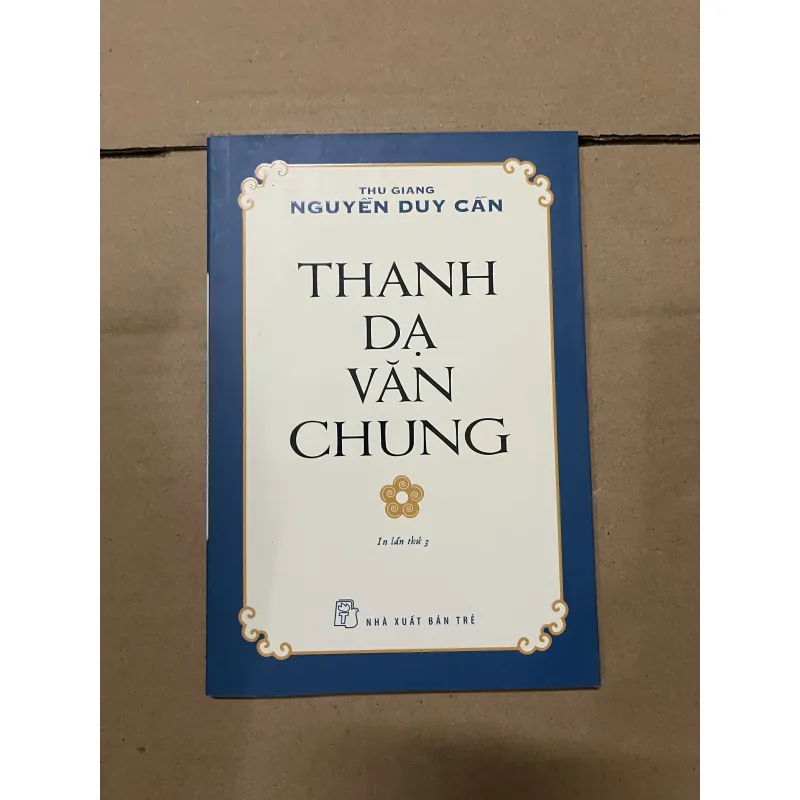 THU GIANG
NGUYỄN DUY CẦN
THANH
DẠ
VĂN
CHUNG
In lần thứ 3
NHÀ XUẤT BẢN TRẺ